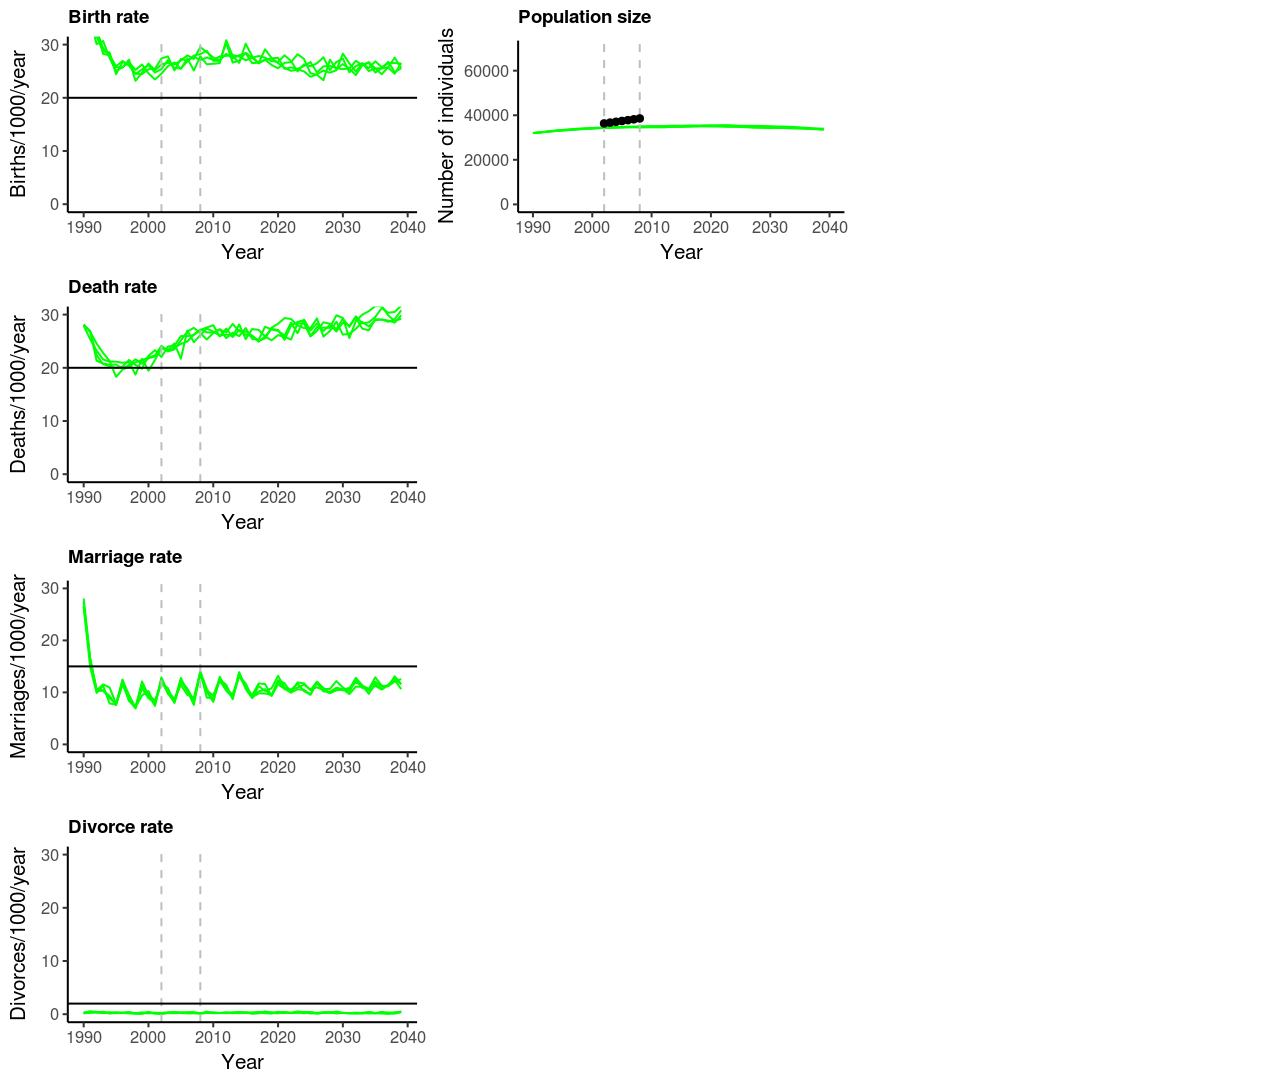 Birth rate
Births/1000/year
30
20
10
0
1990 2000 2010 2020 2030 2040
Year
Population size
Number of individuals
60000
40000
20000
0
1990 2000 2010 2020 2030 2040
Year
Death rate
Deaths/1000/year
30
20
10
0
1990 2000 2010 2020 2030 2040
Year
Marriage rate
Marriages/1000/year
30
20
10
0
1990 2000 2010 2020 2030 2040
Year
Divorce rate
Divorces/1000/year
30
20
10
0
1990 2000 2010 2020 2030 2040
Year